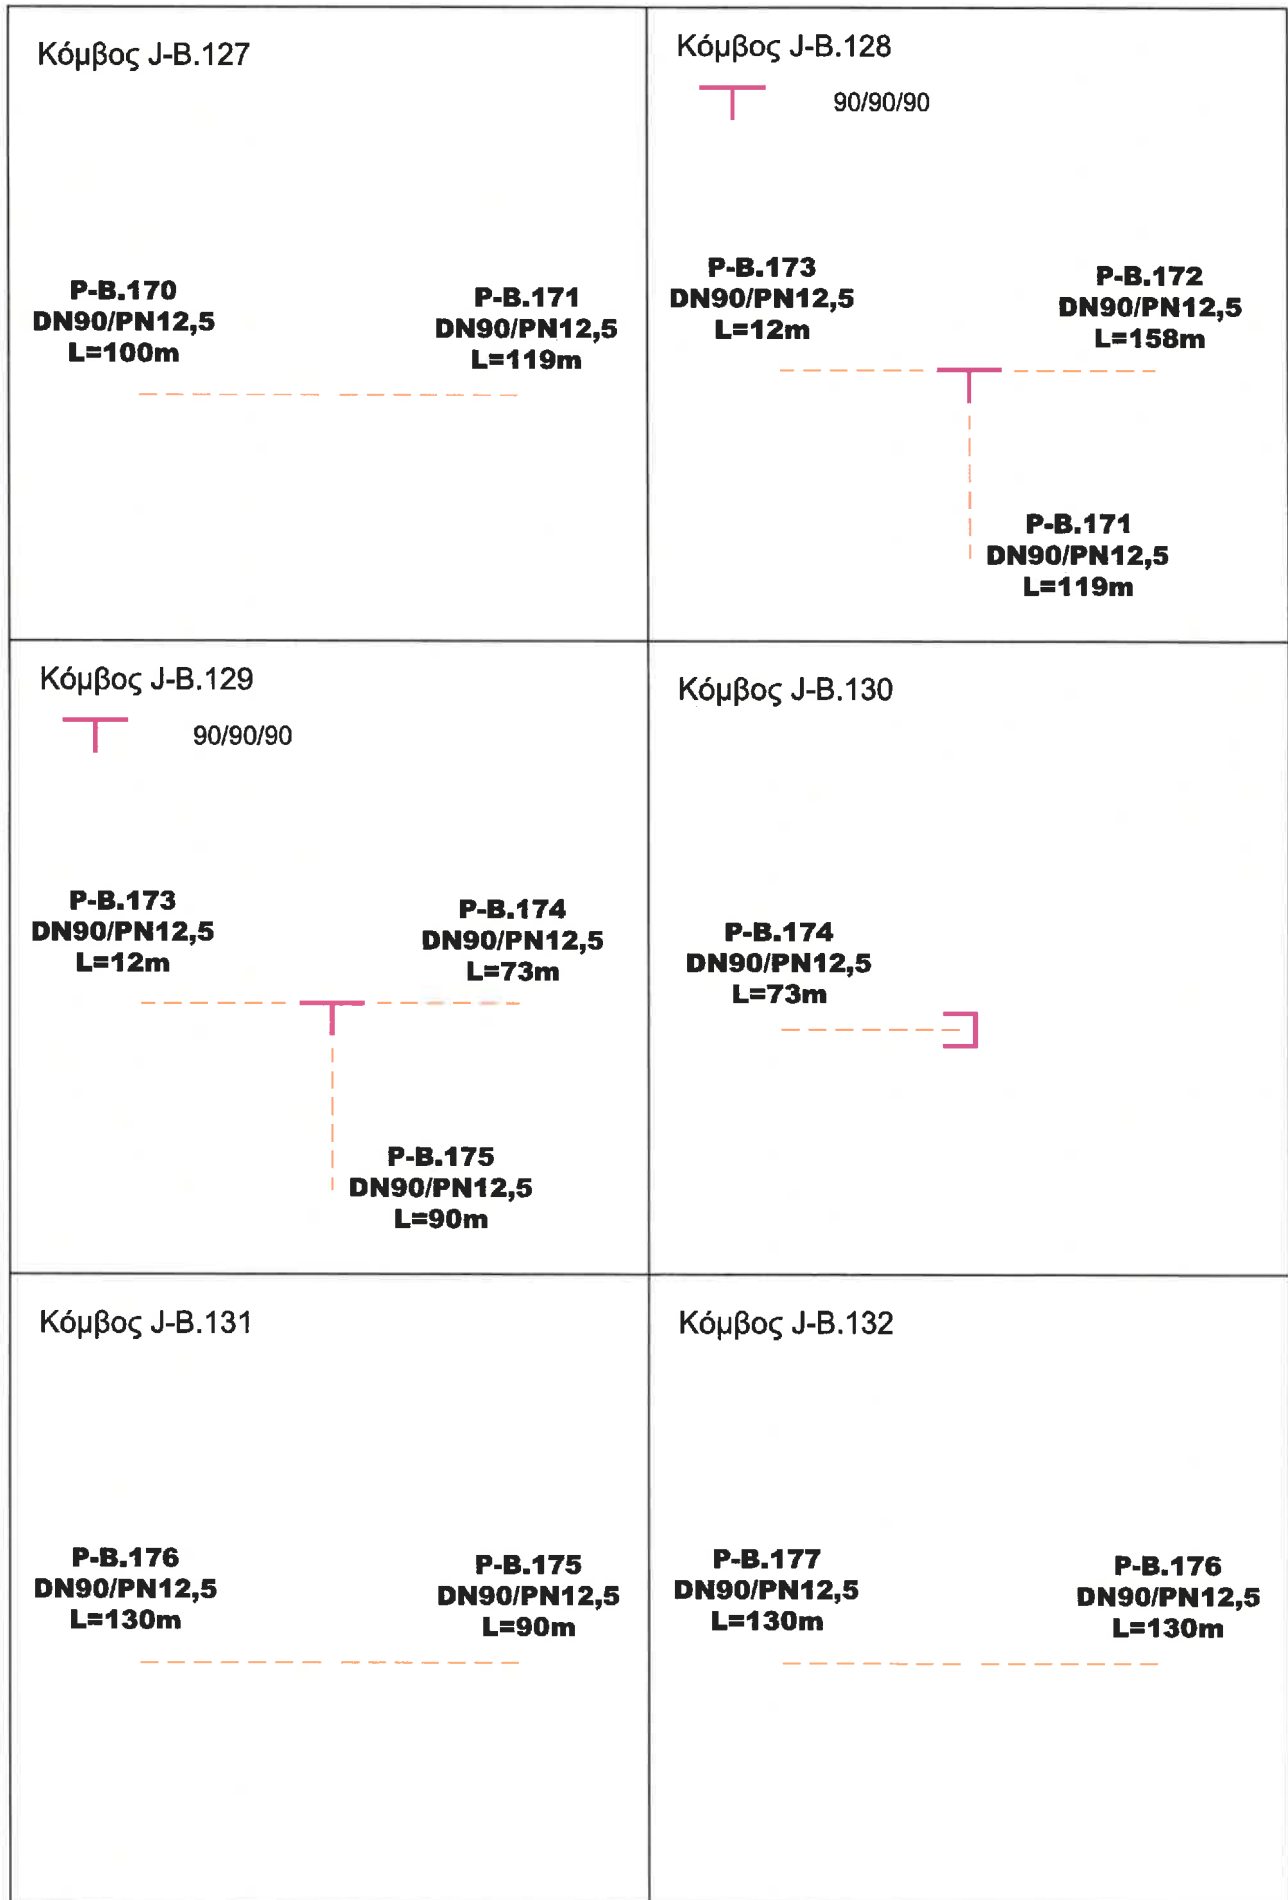 Κόμβος J-B.127
P-B.170
DN90/PN12,5
L=100m
P-B.171
DN90/PN12,5
L=119m
Κόμβος J-B.128
90/90/90
P-B.173
DN90/PN12,5
L=12m
P-B.172
DN90/PN12,5
L=158m
P-B.171
DN90/PN12,5
L=119m
Κόμβος J-B.129
90/90/90
P-B.173
DN90/PN12,5
L=12m
P-B.174
DN90/PN12,5
L=73m
P-B.175
DN90/PN12,5
L=90m
Κόμβος J-B.130
P-B.174
DN90/PN12,5
L=73m
Κόμβος J-B.131
P-B.176
DN90/PN12,5
L=130m
P-B.175
DN90/PN12,5
L=90m
Κόμβος J-B.132
P-B.177
DN90/PN12,5
L=130m
P-B.176
DN90/PN12,5
L=130m